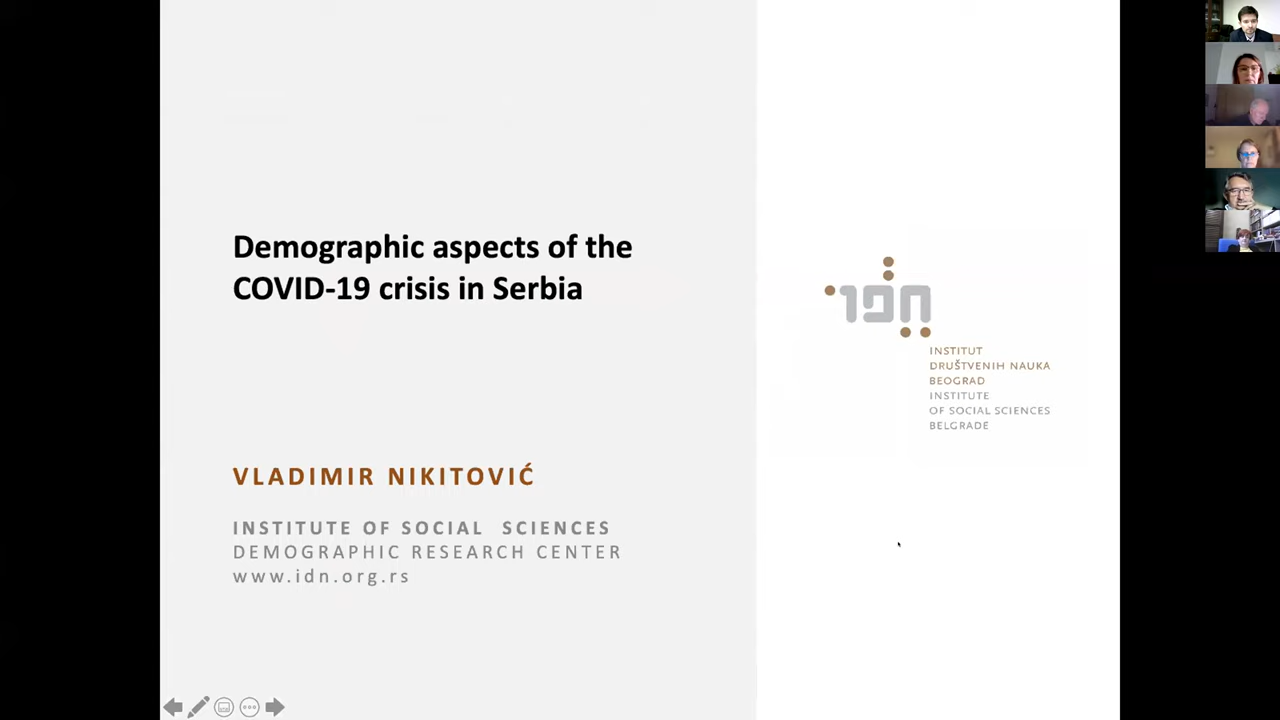 Demographic aspects of the
COVID-19 crisis in Serbia
VLADIMIR NIKITOVIĆ
INSTITUTE OF SOCIAL SCIENCES
DEMOGRAPHIC RESEARCH CENTER
www.idn.org.rs
INSTITUT
DRUŠTVENIH NAUKA
BEOGRAD
INSTITUTE
OF SOCIAL SCIENCES
BELGRADE